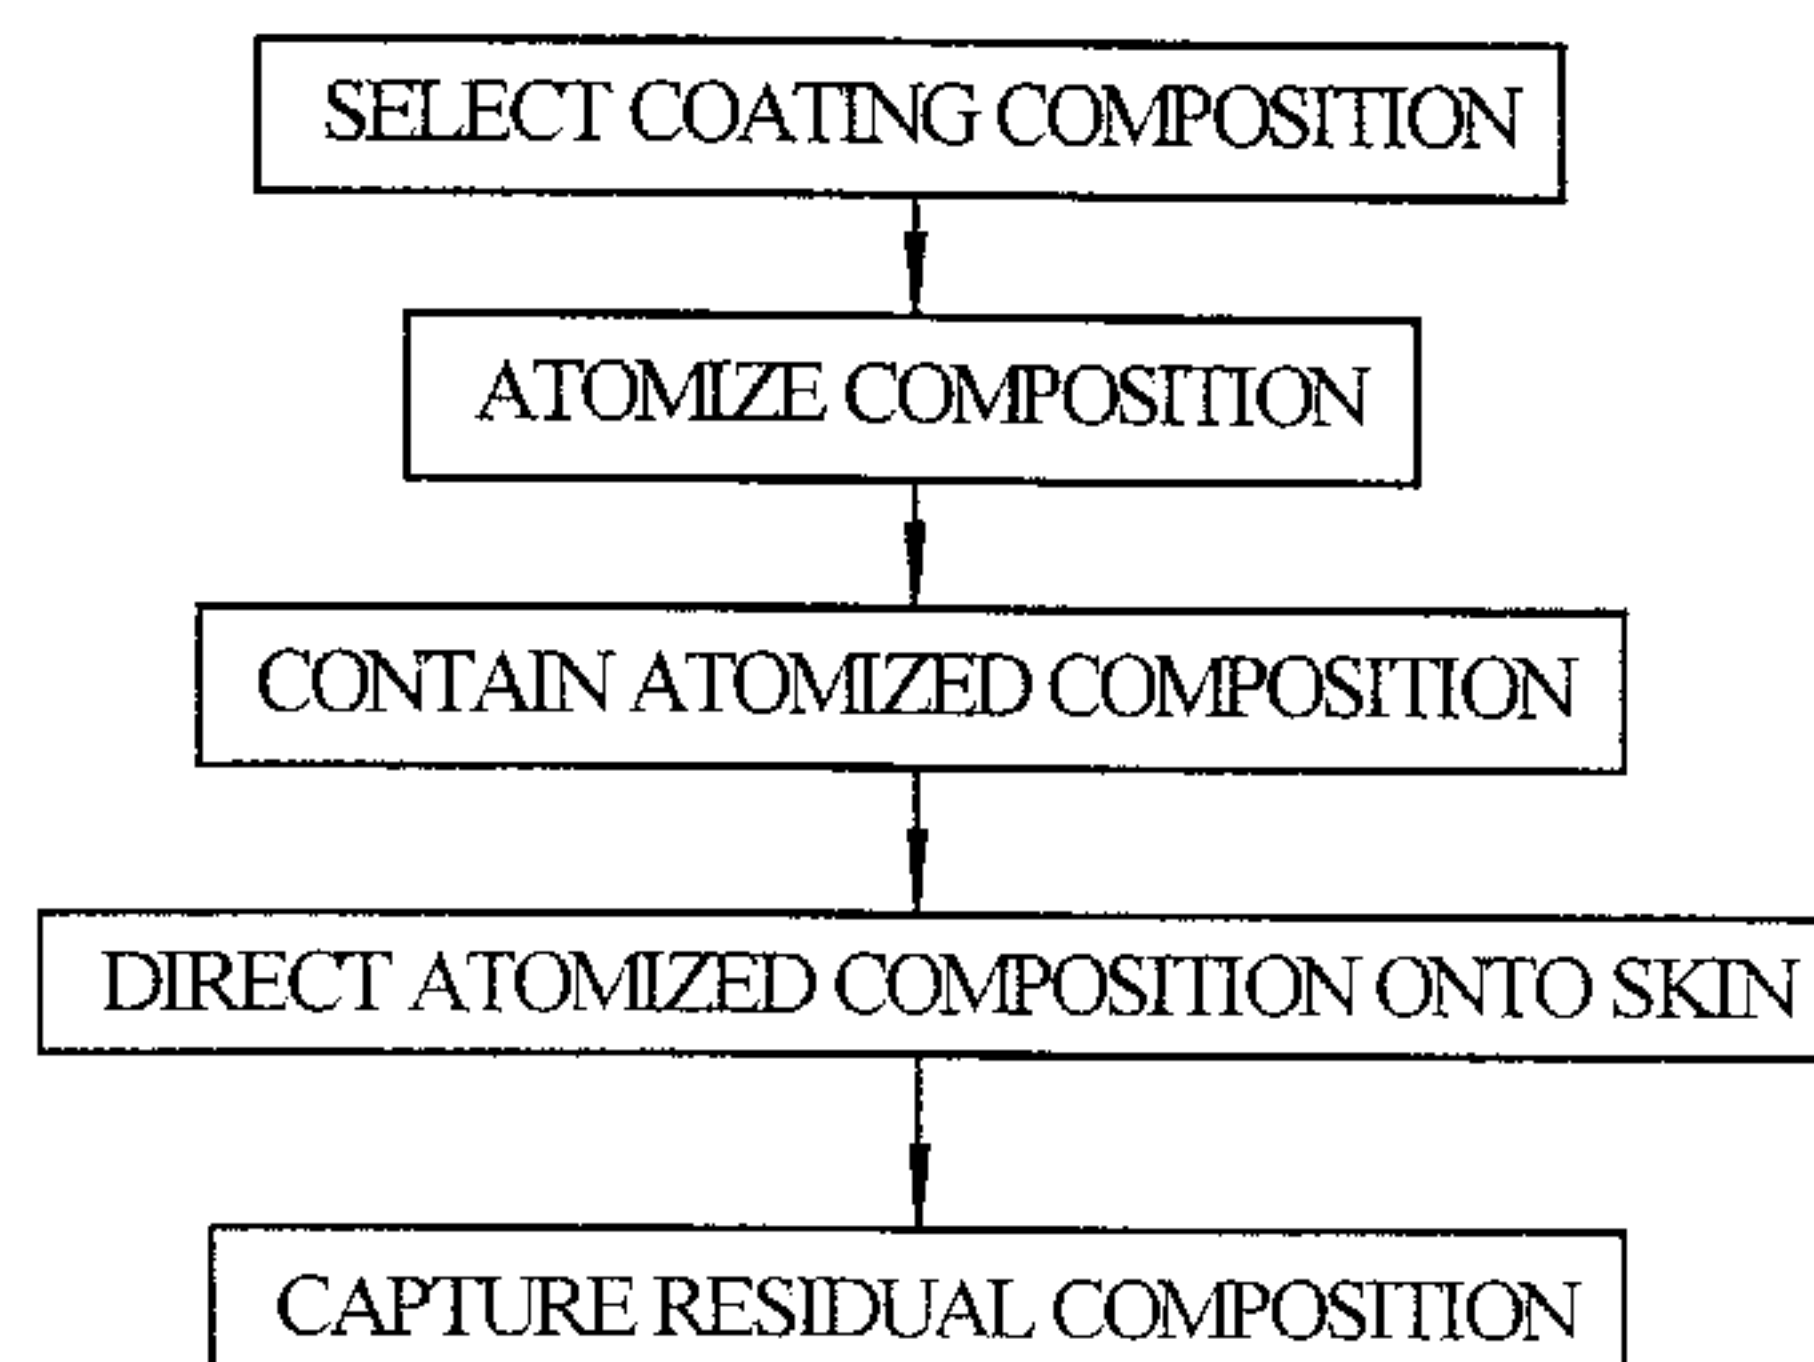 SELECT COATING COMPOSITION
ATOMIZE COMPOSITION
CONTAIN ATOMIZED COMPOSITION
DIRECT ATOMIZED COMPOSITION ONTO SKIN
CAPTURE RESIDUAL COMPOSITION